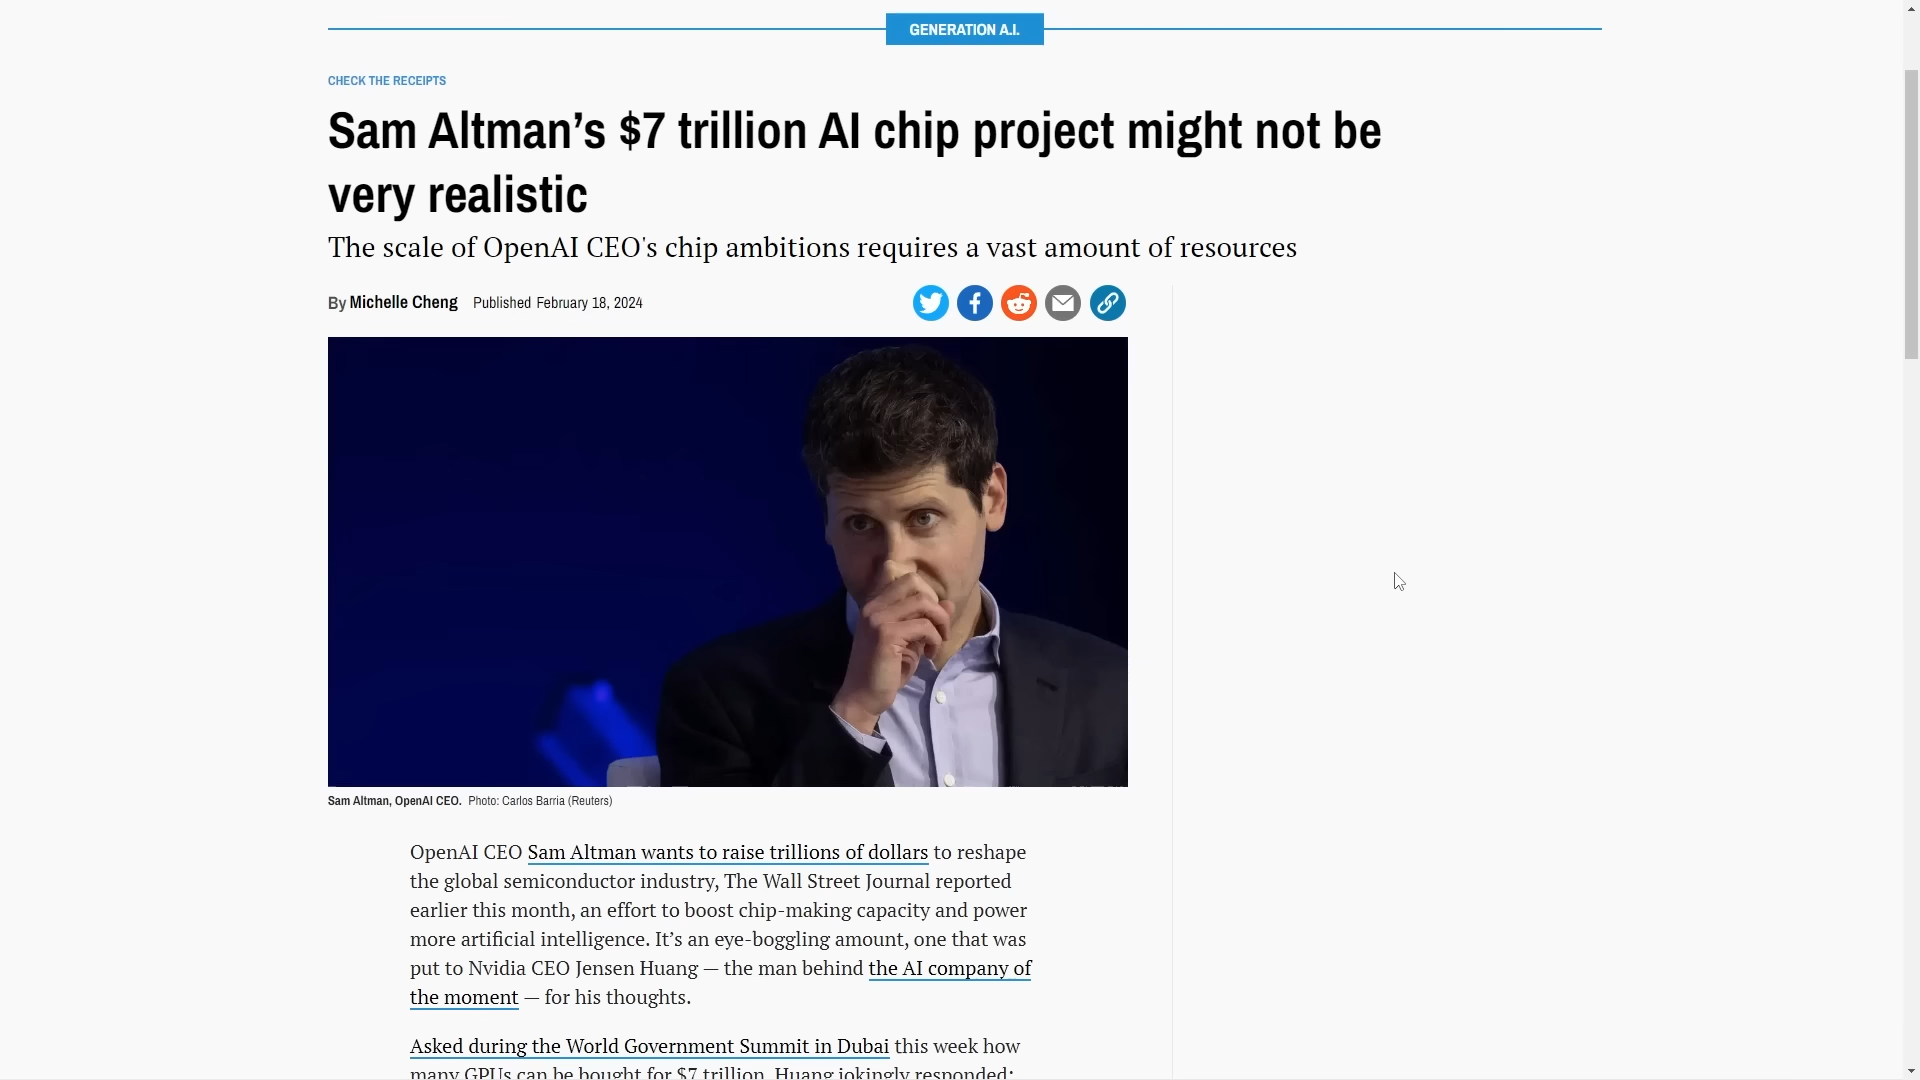 GENERATION A.I.
CHECK THE RECEIPTS
Sam Altman’s $7 trillion AI chip project might not be
very realistic
The scale of OpenAI CEO's chip ambitions requires a vast amount of resources
By Michelle Cheng Published February 18, 2024
Sam Altman, OpenAI CEO. Photo: Carlos Barria (Reuters)
OpenAI CEO Sam Altman wants to raise trillions of dollars to reshape
the global semiconductor industry, The Wall Street Journal reported
earlier this month, an effort to boost chip-making capacity and power
more artificial intelligence. It’s an eye-boggling amount, one that was
put to Nvidia CEO Jensen Huang — the man behind the AI company of
the moment — for his thoughts.
Asked during the World Government Summit in Dubai this week how
many GPUs can be bought for $7 trillion, Huang jokingly responded: